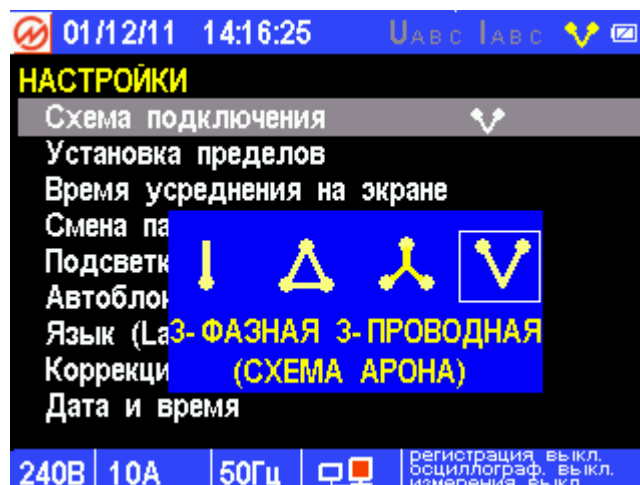 01/12/11 14:16:25 UABC IABC
НАСТРОЙКИ
Схема подключения
Установка пределов
Время усреднения на экране
Смена па
Подсветк
Автоблок
Язык (La
Коррекци
Дата и время
3-ФАЗНАЯ 3-ПРОВОДНАЯ
(СХЕМА АРОНА)
240В 10А 50Гц
регистрация выкл.
осциллограф. выкл.
измерения выкл.